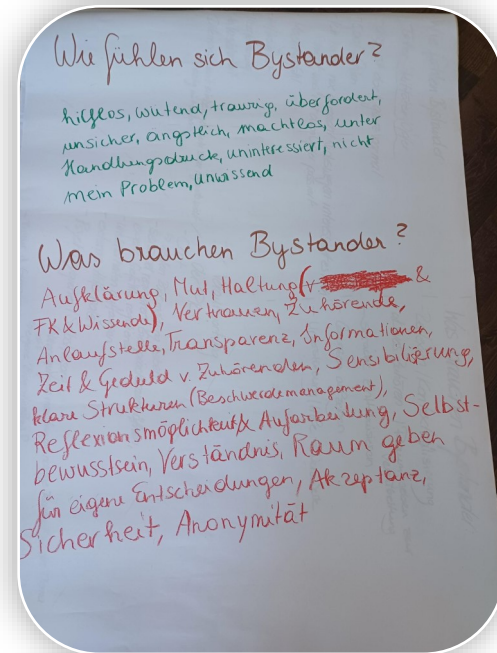 Wie fühlen sich Bystander?
hilflos, wütend, traurig, überfordert,
unsicher, ängstlich, machtlos, unter
Handlungsdruck, uninteressiert, nicht
mein Problem, unwissend
Was brauchen Bystander?
Aufklärung, Mut, Haltung (v &
FK & Wissende), Vertrauen, Zuhörende,
Anlaufstelle, Transparenz, Informationen,
Zeit & Geduld v. Zuhörenden, Sensibilisierung,
klare Strukturen (Beschwerdemanagement),
Reflexionsmöglichkeit & Aufarbeitung, Selbst-
bewusstsein, Verständnis, Raum geben
für eigene Entscheidungen, Akzeptanz,
Sicherheit, Anonymität